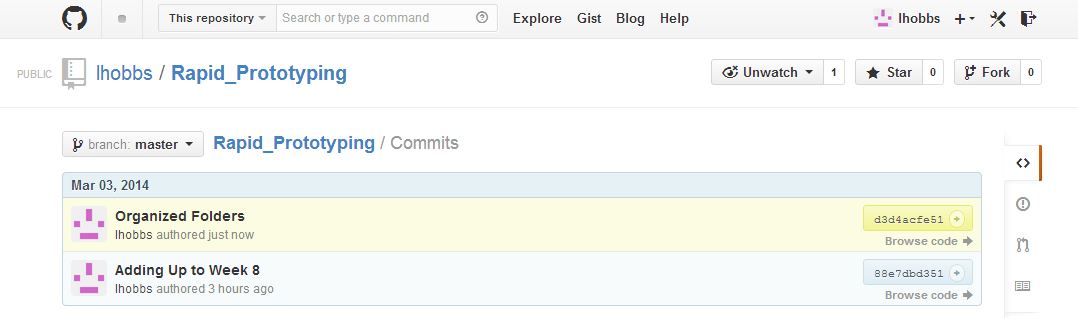 This repository Search or type a command Explore Gist Blog Help lhobbs
PUBLIC lhobbs / Rapid_Prototyping Unwatch 1 Star 0 Fork 0
branch: master Rapid_Prototyping / Commits
Mar 03, 2014
Organized Folders d3d4acfe51
lhobbs authored just now Browse code
Adding Up to Week 8 88e7dbd351
lhobbs authored 3 hours ago Browse code